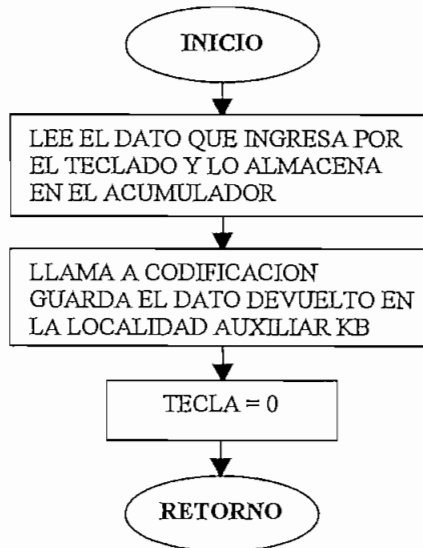 INICIO
LEE EL DATO QUE INGRESA POR
EL TECLADO Y LO ALMACENA
EN EL ACUMULADOR
LLAMA A CODIFICACION
GUARDA EL DATO DEVUELTO EN
LA LOCALIDAD AUXILIAR KB
TECLA = 0
RETORNO